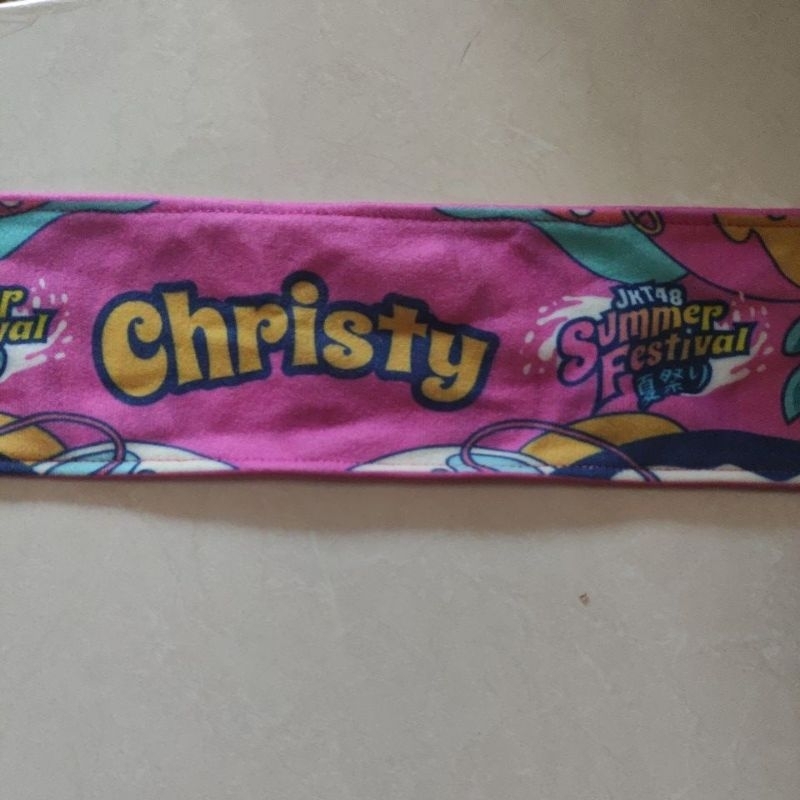 Christy
JKT48
Summer
Festival
夏祭り